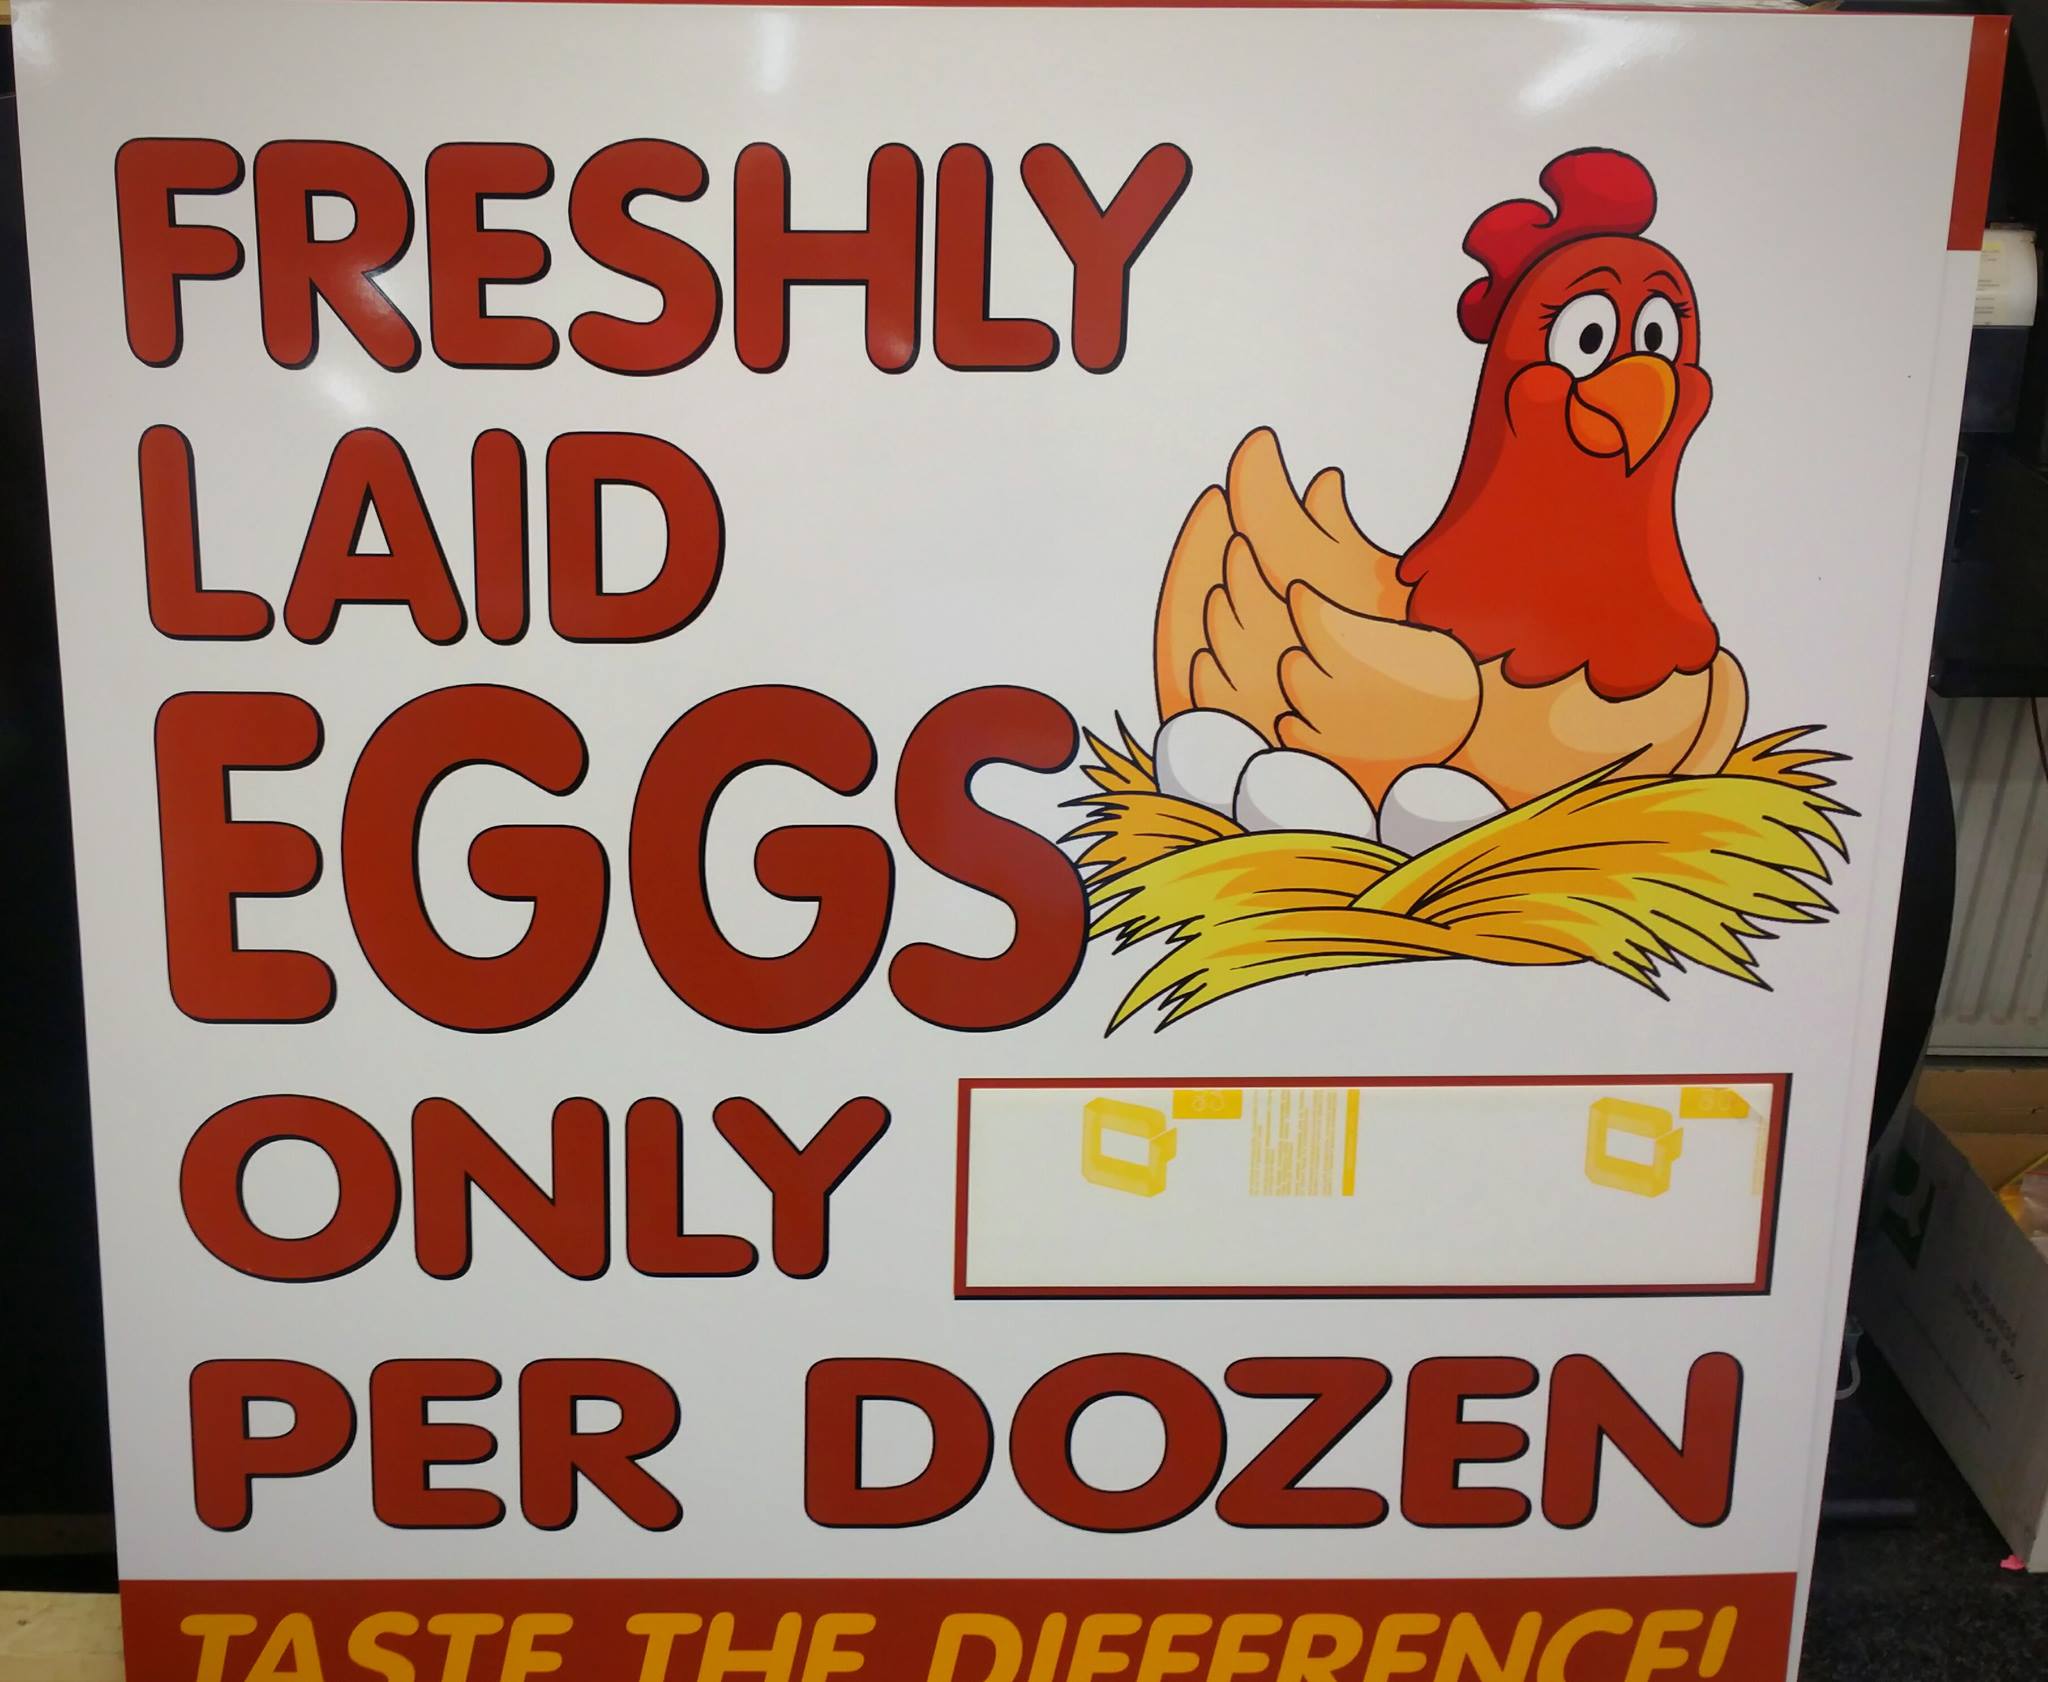 FRESHLY
LAID
EGGS
ONLY
PER DOZEN
TASTE THE DIFFERENCE!